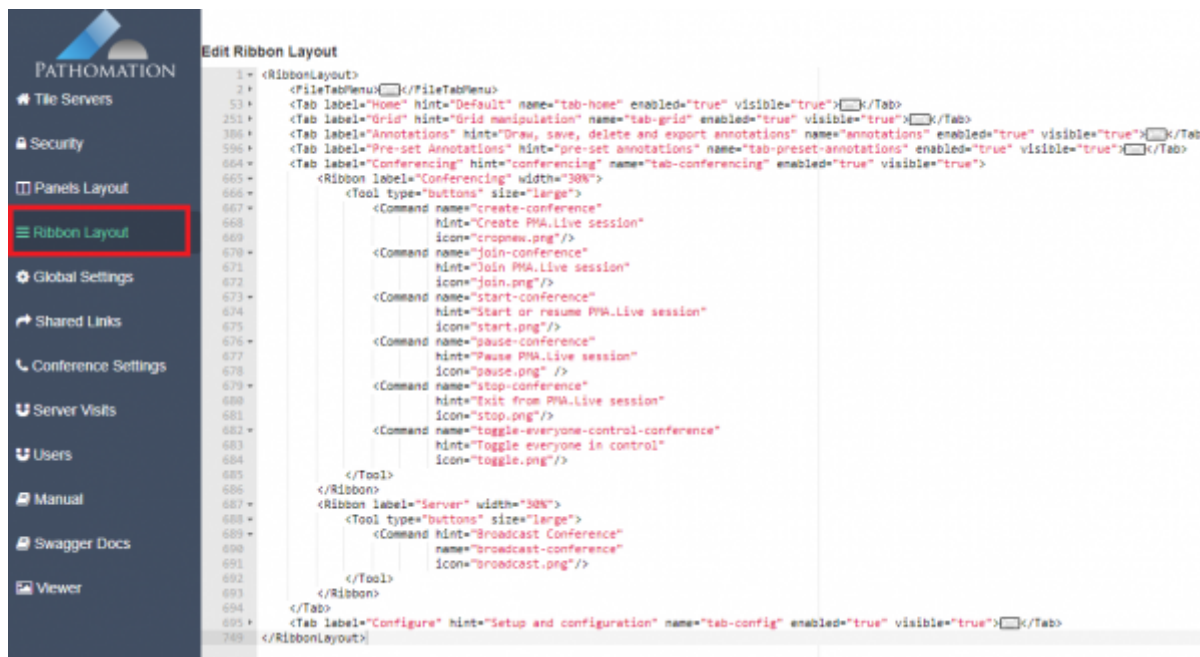 PATHOMATION
Tile Servers
Security
Panels Layout
Ribbon Layout
Global Settings
Shared Links
Conference Settings
Server Visits
Users
Manual
Swagger Docs
Viewer
Edit Ribbon Layout
1 <RibbonLayout>
2 <FileTabMenu></FileTabMenu>
53 <Tab label="Home" hint="Default" name="tab-home" enabled="true" visible="true"></Tab>
251 <Tab label="Grid" hint="Grid manipulation" name="tab-grid" enabled="true" visible="true"></Tab>
386 <Tab label="Annotations" hint="Draw, save, delete and export annotations" name="annotations" enabled="true" visible="true"></Tab
596 <Tab label="Pre-set Annotations" hint="pre-set annotations" name="tab-preset-annotations" enabled="true" visible="true"></Tab>
664 <Tab label="Conferencing" hint="conferencing" name="tab-conferencing" enabled="true" visible="true">
665 <Ribbon label="Conferencing" width="30%">
666 <Tool type="buttons" size="large">
667 <Command name="create-conference"
668 hint="Create PMA.Live session"
669 icon="cropnew.png"/>
670 <Command name="join-conference"
671 hint="Join PMA.Live session"
672 icon="join.png"/>
673 <Command name="start-conference"
674 hint="Start or resume PMA.Live session"
675 icon="start.png"/>
676 <Command name="pause-conference"
677 hint="Pause PMA.Live session"
678 icon="pause.png" />
679 <Command name="stop-conference"
680 hint="Exit from PMA.Live session"
681 icon="stop.png"/>
682 <Command name="toggle-everyone-control-conference"
683 hint="Toggle everyone in control"
684 icon="toggle.png"/>
685 </Tool>
686 </Ribbon>
687 <Ribbon label="Server" width="30%">
688 <Tool type="buttons" size="large">
689 <Command hint="Broadcast Conference"
690 name="broadcast-conference"
691 icon="broadcast.png"/>
692 </Tool>
693 </Ribbon>
694 </Tab>
695 <Tab label="Configure" hint="Setup and configuration" name="tab-config" enabled="true" visible="true"></Tab>
749 </RibbonLayout>